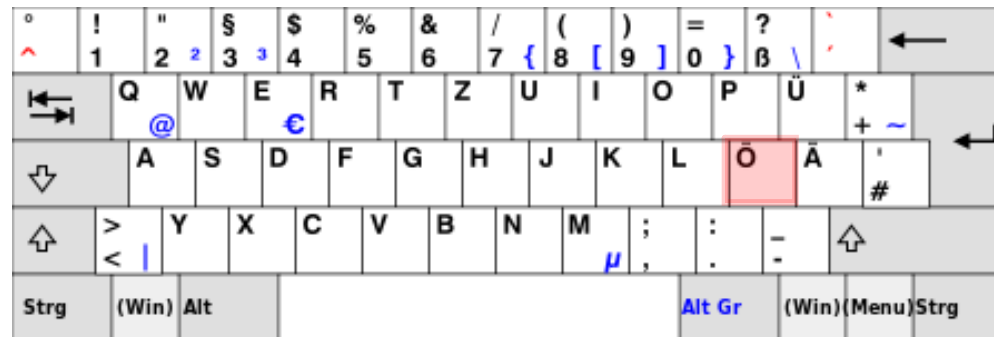 ° ! " § $ % & / ( ) = ? `
^ 1 2 ² 3 ³ 4 5 6 7 { 8 [ 9 ] 0 } ß \ ´
Q W E R T Z U I O P Ü *
@ € + ~
A S D F G H J K L Ö Ä '
#
> Y X C V B N M ; : _
< | µ , . -
Strg (Win) Alt Alt Gr (Win) (Menu) Strg